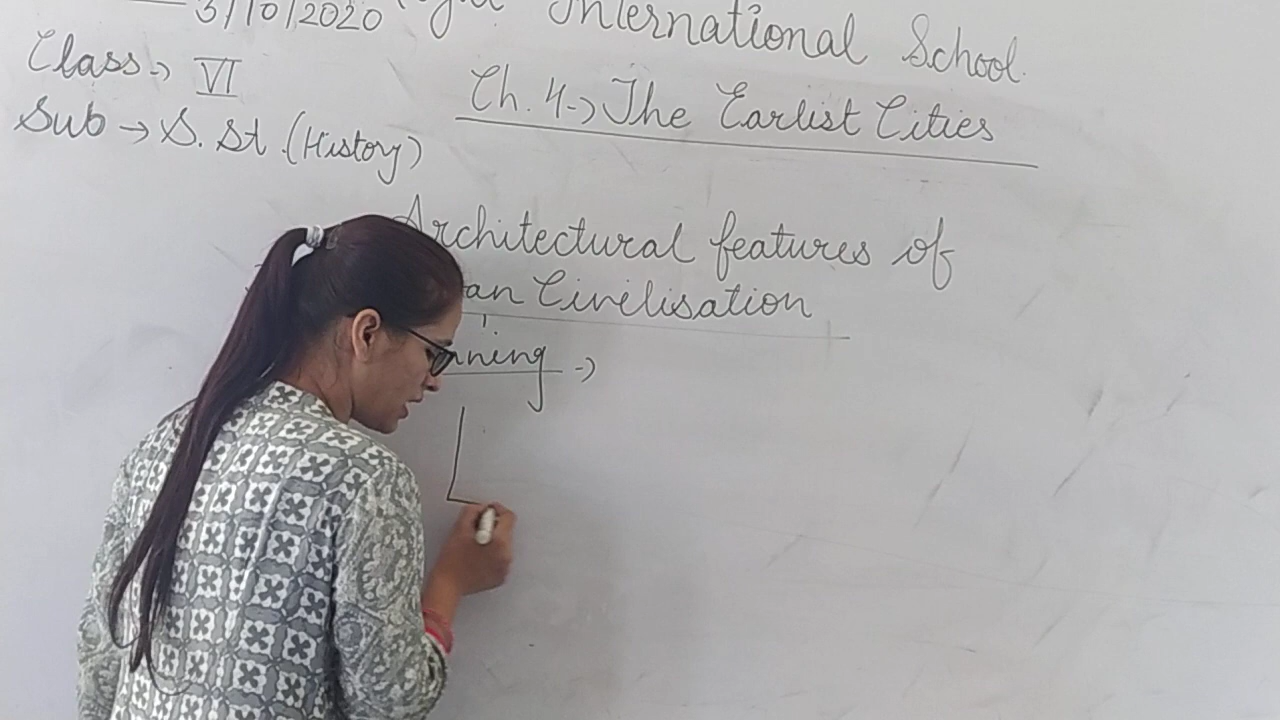 3/10/2020 International School.
Class → VI
Ch. 4 → The Earlist Cities
Sub → S. St. (History)
Architectural features of
Civilisation
→